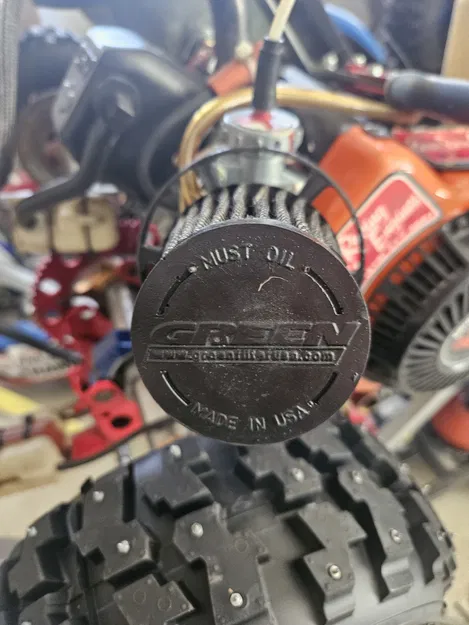 MUST OIL
GREEN
www.greenfilterusa.com
MADE IN USA